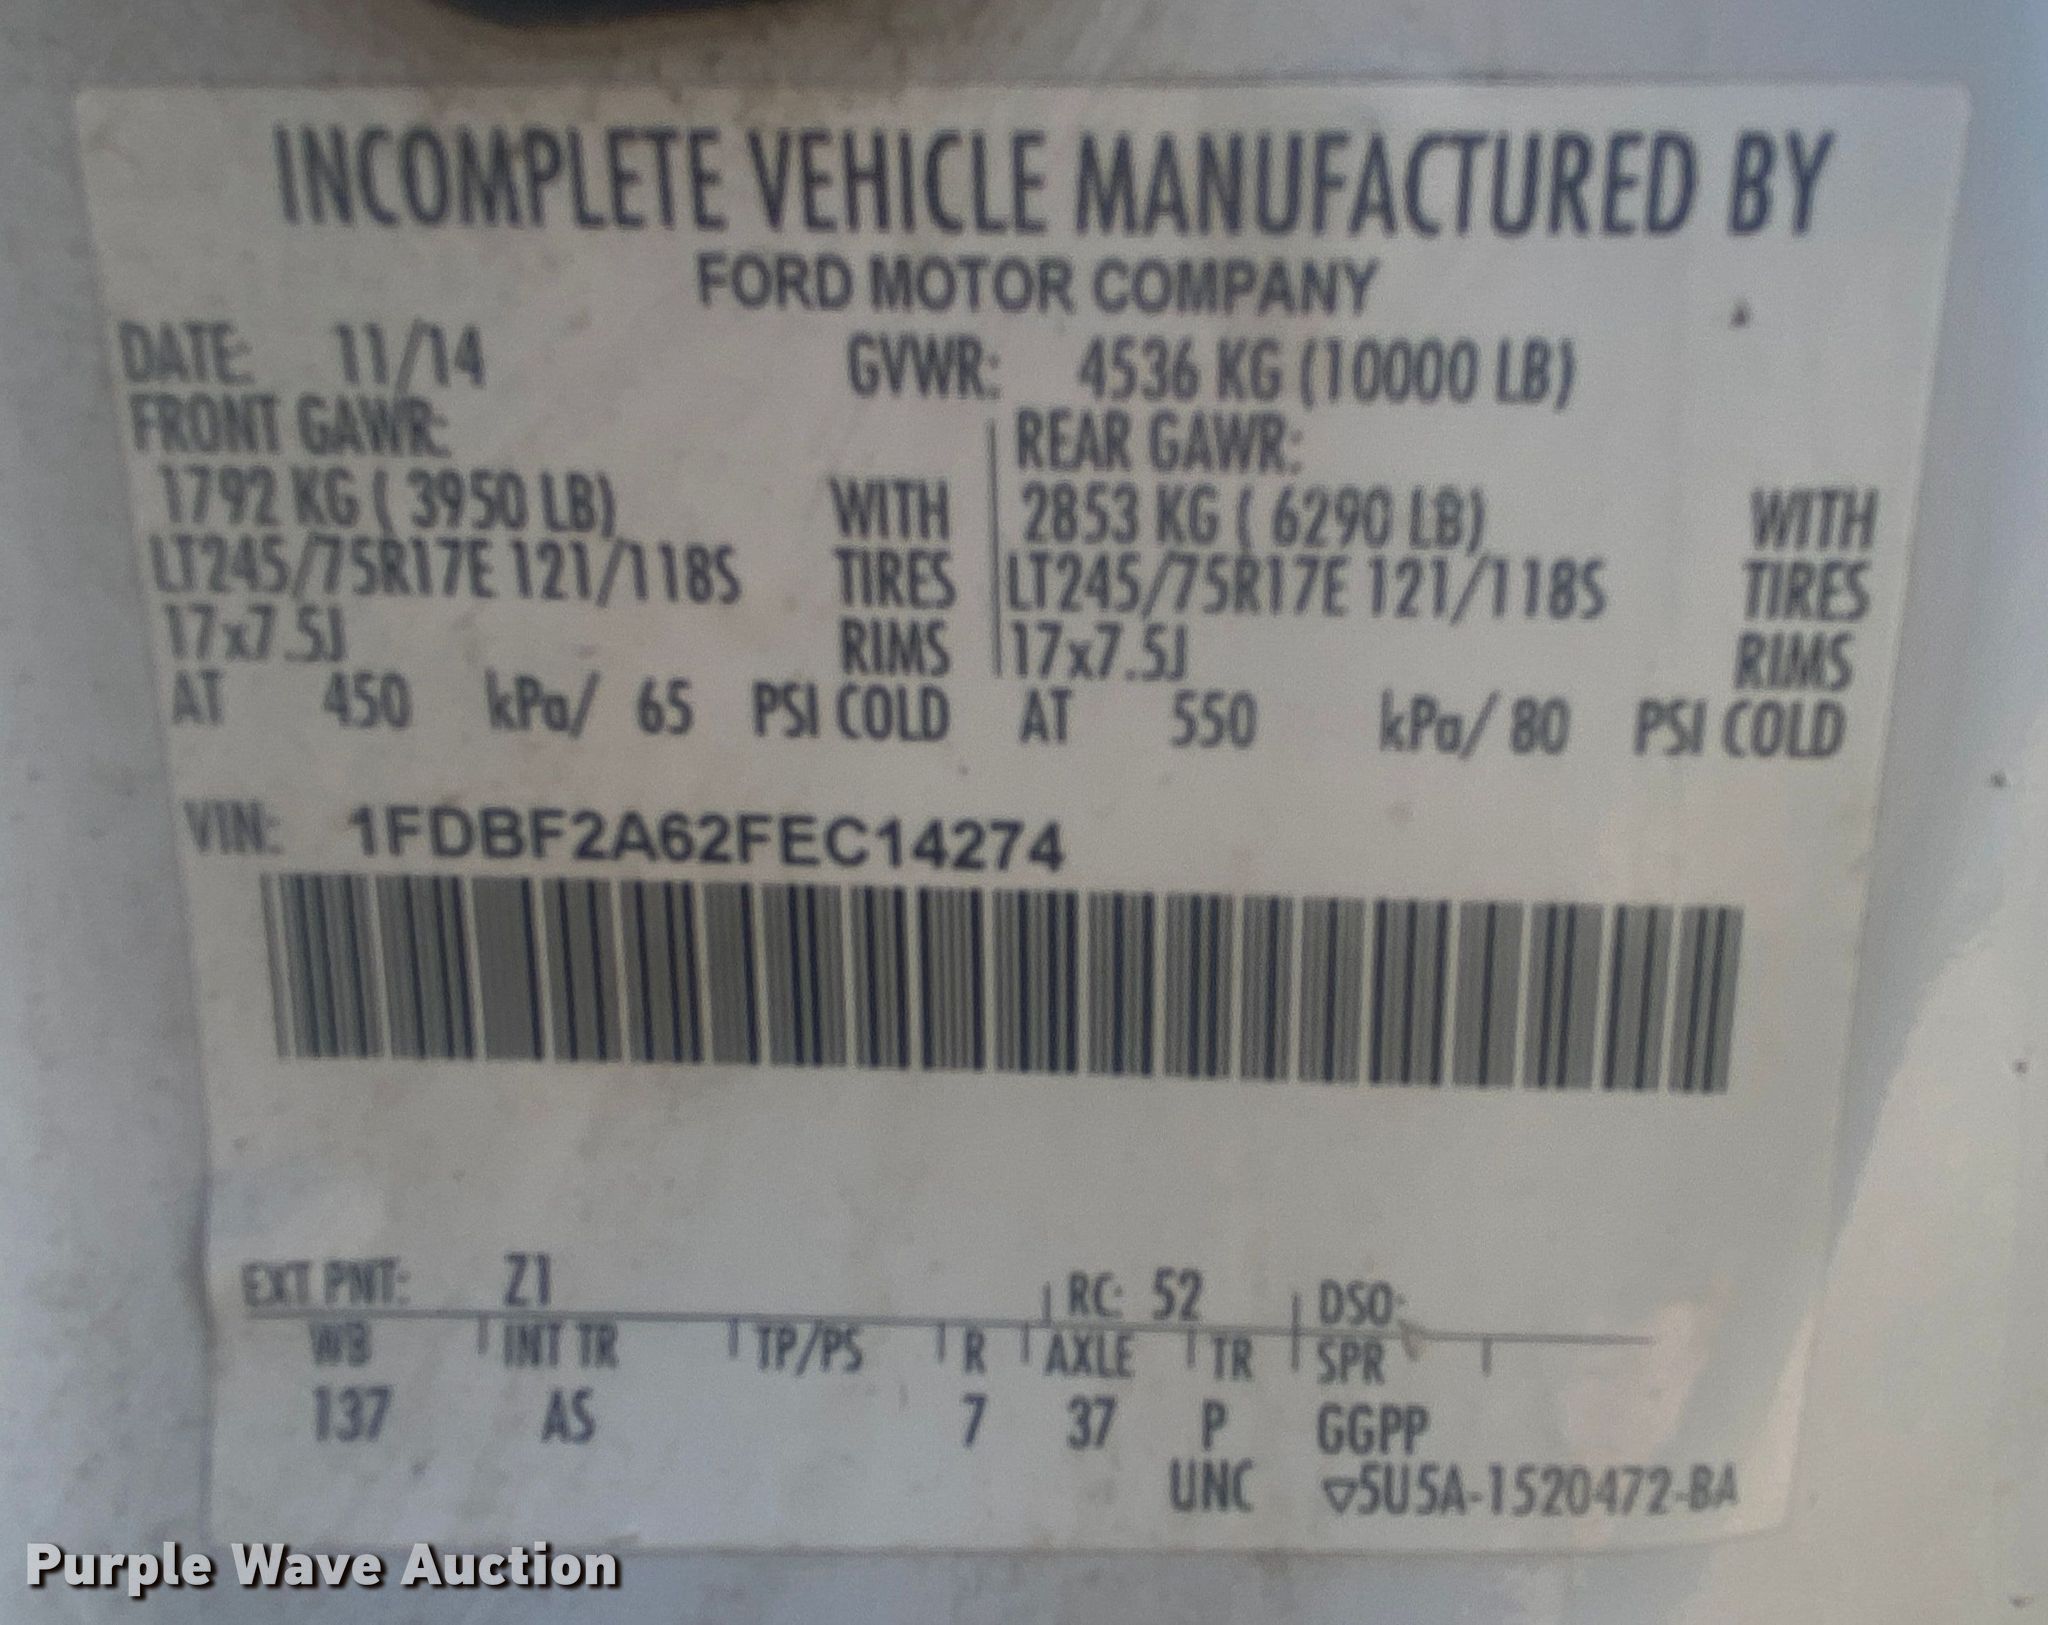 INCOMPLETE VEHICLE MANUFACTURED BY
FORD MOTOR COMPANY
DATE: 11/14 GVWR: 4536 KG (10000 LB)
FRONT GAWR: REAR GAWR:
1792 KG ( 3950 LB) WITH 2853 KG ( 6290 LB) WITH
LT245/75R17E 121/118S TIRES LT245/75R17E 121/118S TIRES
17x7.5J RIMS 17x7.5J RIMS
AT 450 kPa/ 65 PSI COLD AT 550 kPa/ 80 PSI COLD
VIN: 1FDBF2A62FEC14274
EXT PNT: Z1 RC: 52 DSO:
WB INT TR TP/PS R AXLE TR SPR
137 AS 7 37 P GGPP
UNC ▽5U5A-1520472-BA
Purple Wave Auction